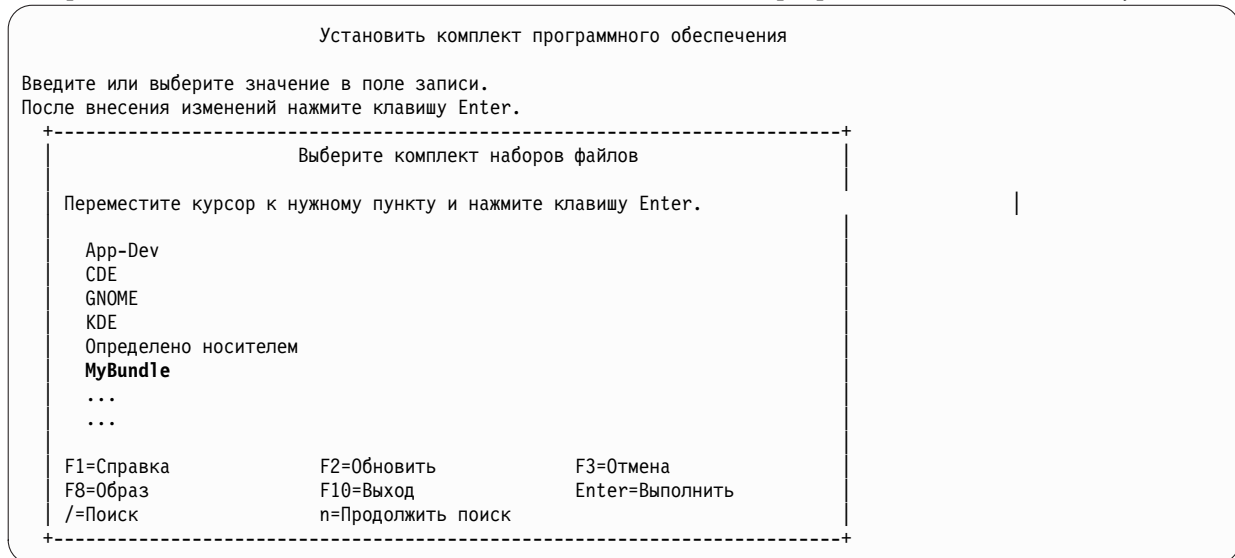 Установить комплект программного обеспечения
Введите или выберите значение в поле записи.
После внесения изменений нажмите клавишу Enter.
Выберите комплект наборов файлов
Переместите курсор к нужному пункту и нажмите клавишу Enter.
App-Dev
CDE
GNOME
KDE
Определено носителем
MyBundle
...
...
F1=Справка F2=Обновить F3=Отмена
F8=Образ F10=Выход Enter=Выполнить
/=Поиск n=Продолжить поиск